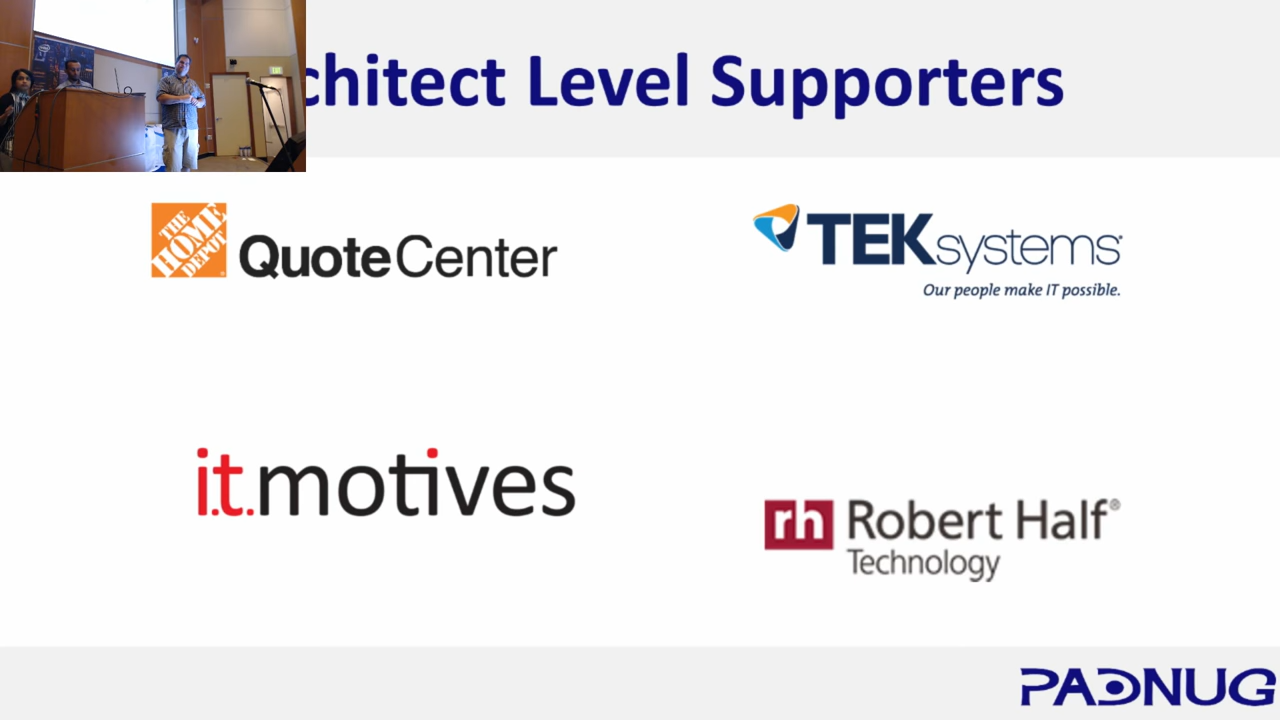 chitect Level Supporters
THE
HOME
DEPOT
QuoteCenter
TEKsystems
Our people make IT possible.
i.t.motives
rh Robert Half®
Technology
PADNUG